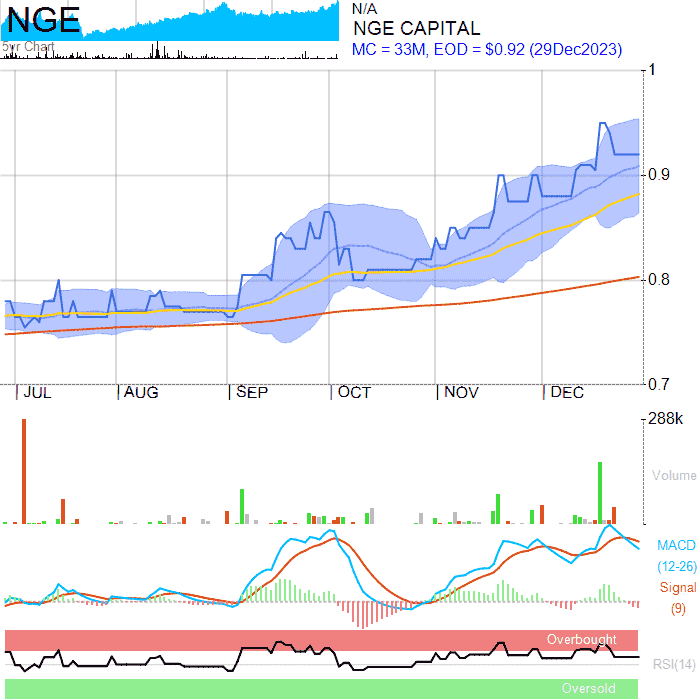 NGE
5yr Chart
N/A
NGE CAPITAL
MC = 33M, EOD = $0.92 (29Dec2023)
1
0.9
0.8
0.7
JUL AUG SEP OCT NOV DEC
288k
Volume
MACD
(12-26)
Signal
(9)
Overbought
RSI(14)
Oversold